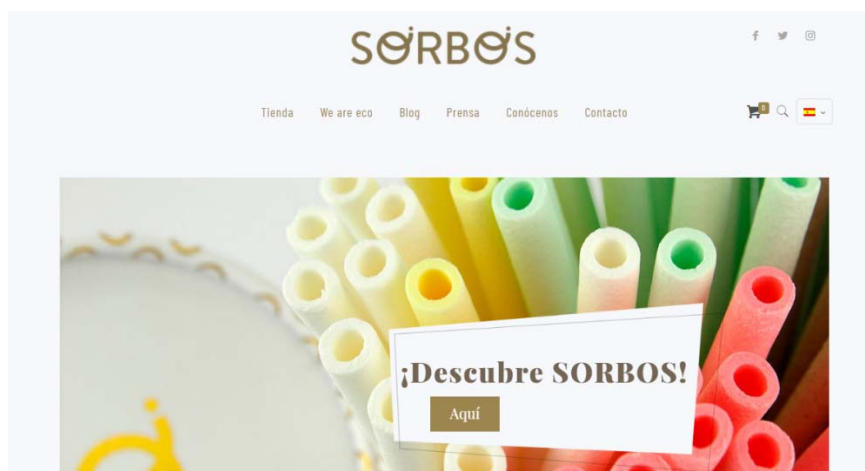 SORBOS
Tienda We are eco Blog Prensa Conócenos Contacto
0
¡Descubre SORBOS!
Aquí